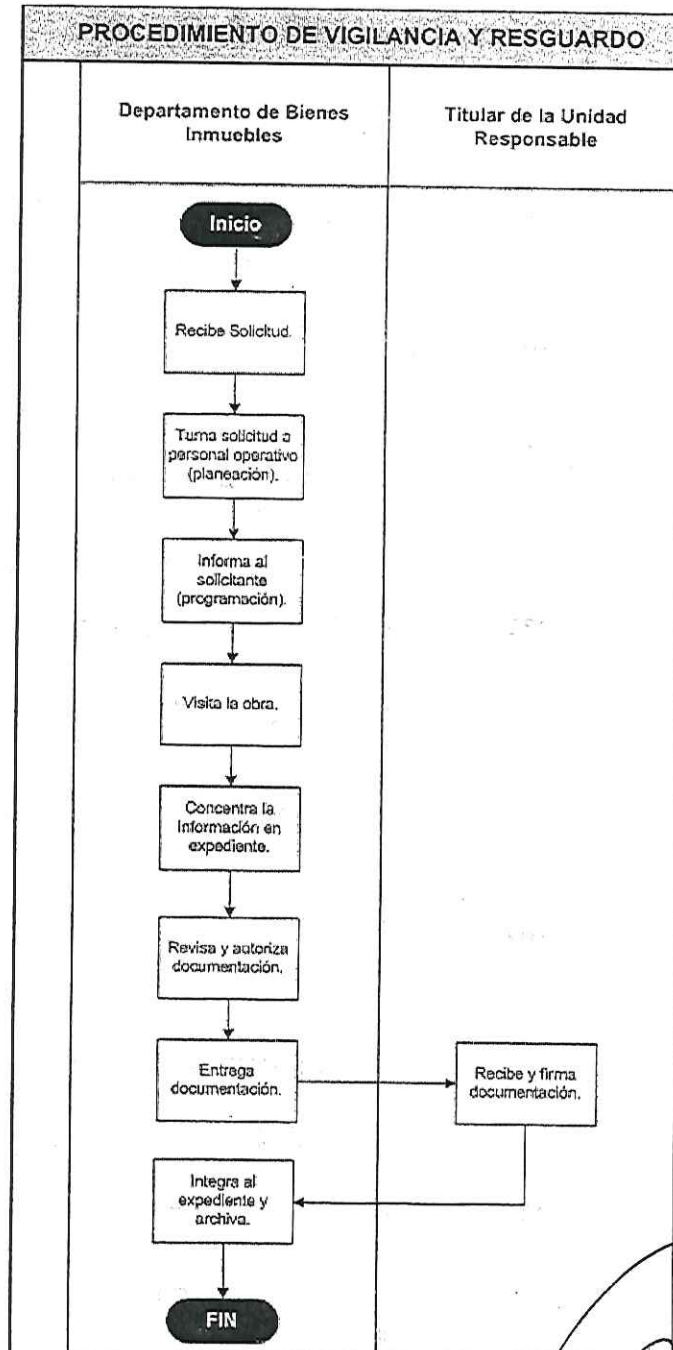 PROCEDIMIENTO DE VIGILANCIA Y RESGUARDO
Departamento de Bienes
Inmuebles
Titular de la Unidad
Responsable
Inicio
Recibe Solicitud.
Turna solicitud a
personal operativo
(planeación).
Informa al
solicitante
(programación).
Visita la obra.
Concentra la
Información en
expediente.
Revisa y autoriza
documentación.
Entrega
documentación.
Recibe y firma
documentación.
Integra al
expediente y
archiva.
FIN